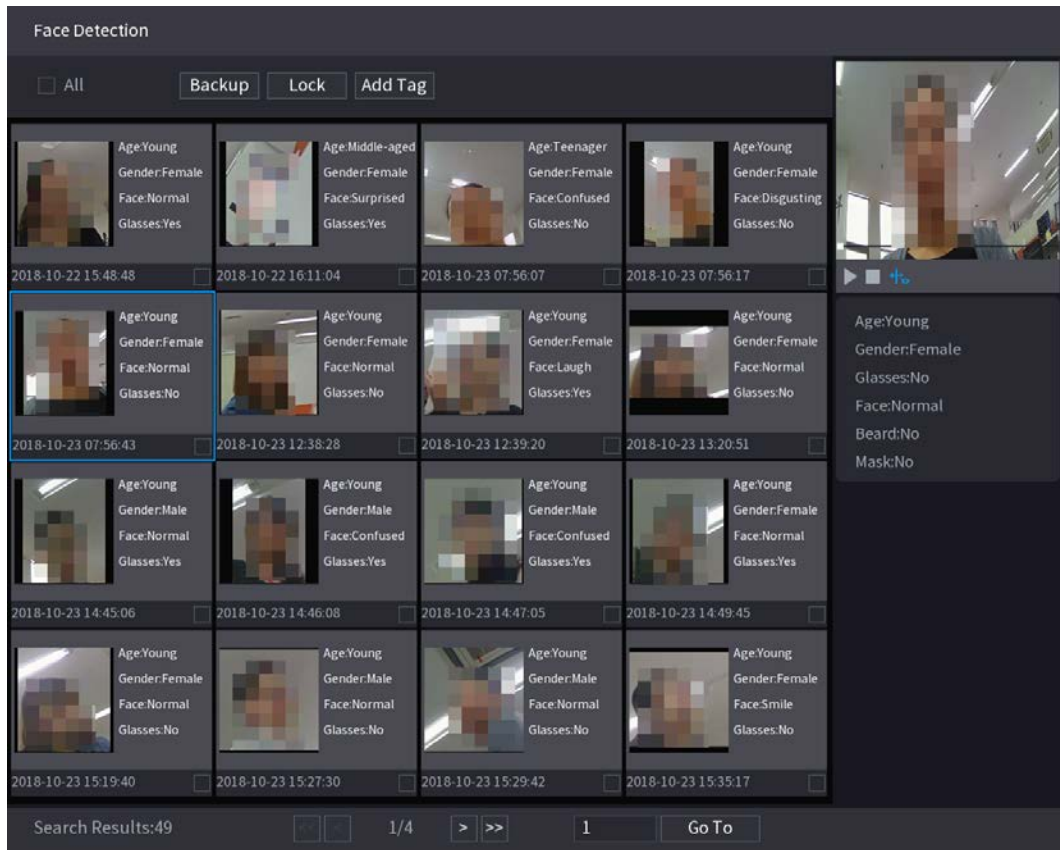 Face Detection
All
Backup
Lock
Add Tag
Age:Young
Gender:Female
Face:Normal
Glasses:Yes
2018-10-22 15:48:48
Age:Middle-aged
Gender:Female
Face:Surprised
Glasses:Yes
2018-10-22 16:11:04
Age:Teenager
Gender:Female
Face:Confused
Glasses:No
2018-10-23 07:56:07
Age:Young
Gender:Female
Face:Disgusting
Glasses:No
2018-10-23 07:56:17
Age:Young
Gender:Female
Face:Normal
Glasses:No
2018-10-23 07:56:43
Age:Young
Gender:Female
Face:Normal
Glasses:No
2018-10-23 12:38:28
Age:Young
Gender:Female
Face:Laugh
Glasses:Yes
2018-10-23 12:39:20
Age:Young
Gender:Female
Face:Normal
Glasses:No
2018-10-23 13:20:51
Age:Young
Gender:Male
Face:Normal
Glasses:Yes
2018-10-23 14:45:06
Age:Young
Gender:Male
Face:Confused
Glasses:Yes
2018-10-23 14:46:08
Age:Young
Gender:Male
Face:Confused
Glasses:Yes
2018-10-23 14:47:05
Age:Young
Gender:Female
Face:Normal
Glasses:Yes
2018-10-23 14:49:45
Age:Young
Gender:Female
Face:Normal
Glasses:No
2018-10-23 15:19:40
Age:Young
Gender:Male
Face:Normal
Glasses:No
2018-10-23 15:27:30
Age:Young
Gender:Male
Face:Normal
Glasses:No
2018-10-23 15:29:42
Age:Young
Gender:Female
Face:Smile
Glasses:No
2018-10-23 15:35:17
Age:Young
Gender:Female
Glasses:No
Face:Normal
Beard:No
Mask:No
Search Results:49
<< < 1/4 > >> 1 Go To